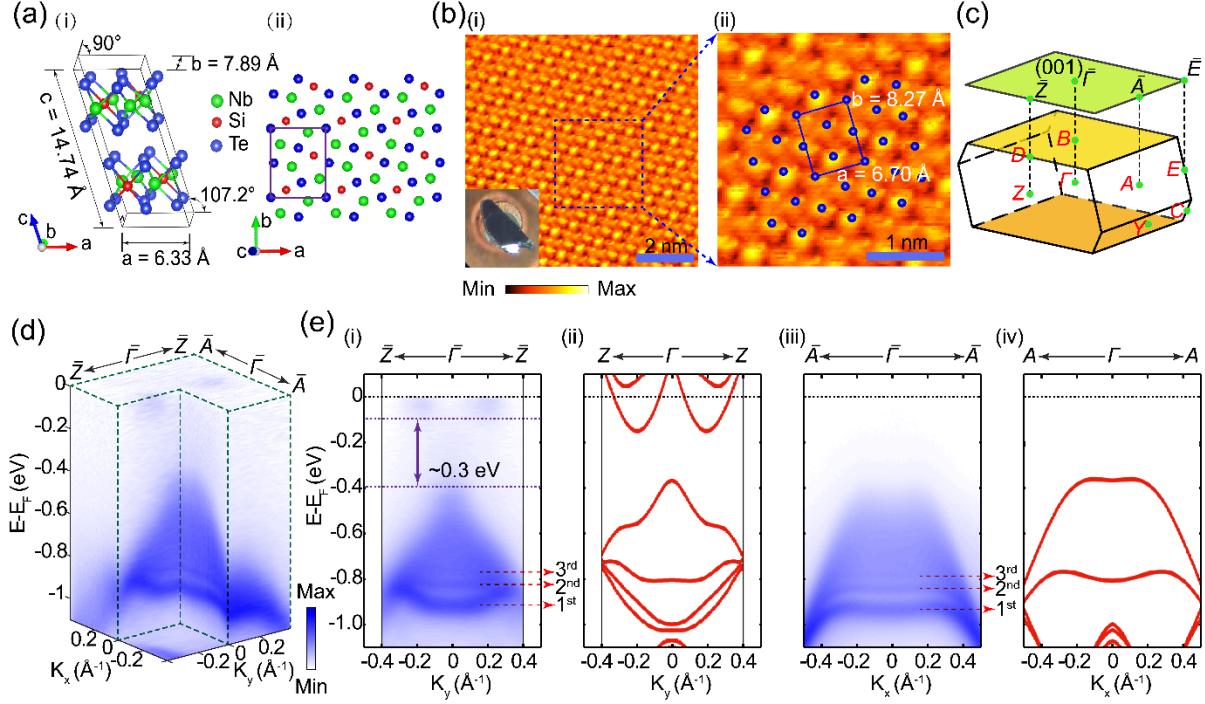 (a)
(i)
90°
b = 7.89 Å
c = 14.74 Å
Nb
Si
Te
107.2°
a = 6.33 Å
c
b
a
(ii)
b
c
a
(b)
(i)
2 nm
Min
Max
(ii)
b = 8.27 Å
a = 6.70 Å
1 nm
(c)
(001)
Γ̄
Z̄
Ā
Ē
B
D
Γ
Z
A
E
C
Y
(d)
Z̄
Γ̄
Z̄
Ā
Γ̄
Ā
0
-0.2
-0.4
-0.6
-0.8
-1
E-E_F (eV)
0.2
0
-0.2
K_x (Å⁻¹)
-0.2
0
0.2
K_y (Å⁻¹)
Max
Min
(e)
(i)
Z̄ Γ̄ Z̄
0
-0.2
-0.4
-0.6
-0.8
-1.0
E-E_F (eV)
~0.3 eV
3rd
2nd
1st
-0.4 -0.2 0 0.2 0.4
K_y (Å⁻¹)
(ii)
Z Γ Z
-0.4 -0.2 0 0.2 0.4
K_y (Å⁻¹)
(iii)
Ā Γ̄ Ā
3rd
2nd
1st
-0.4 -0.2 0 0.2 0.4
K_x (Å⁻¹)
(iv)
A Γ A
-0.4 -0.2 0 0.2 0.4
K_x (Å⁻¹)